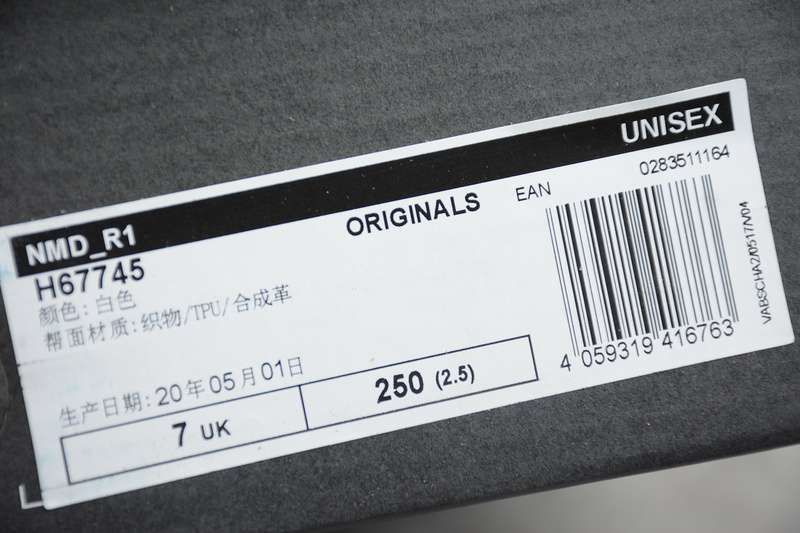 UNISEX
NMD_R1
0283511164
EAN
ORIGINALS
H67745
颜色: 白色
帮面材质: 织物/TPU/合成革
生产日期: 20年05月01日
7 UK
250 (2.5)
4 059319 416763
VABSCHA2/0517/V04